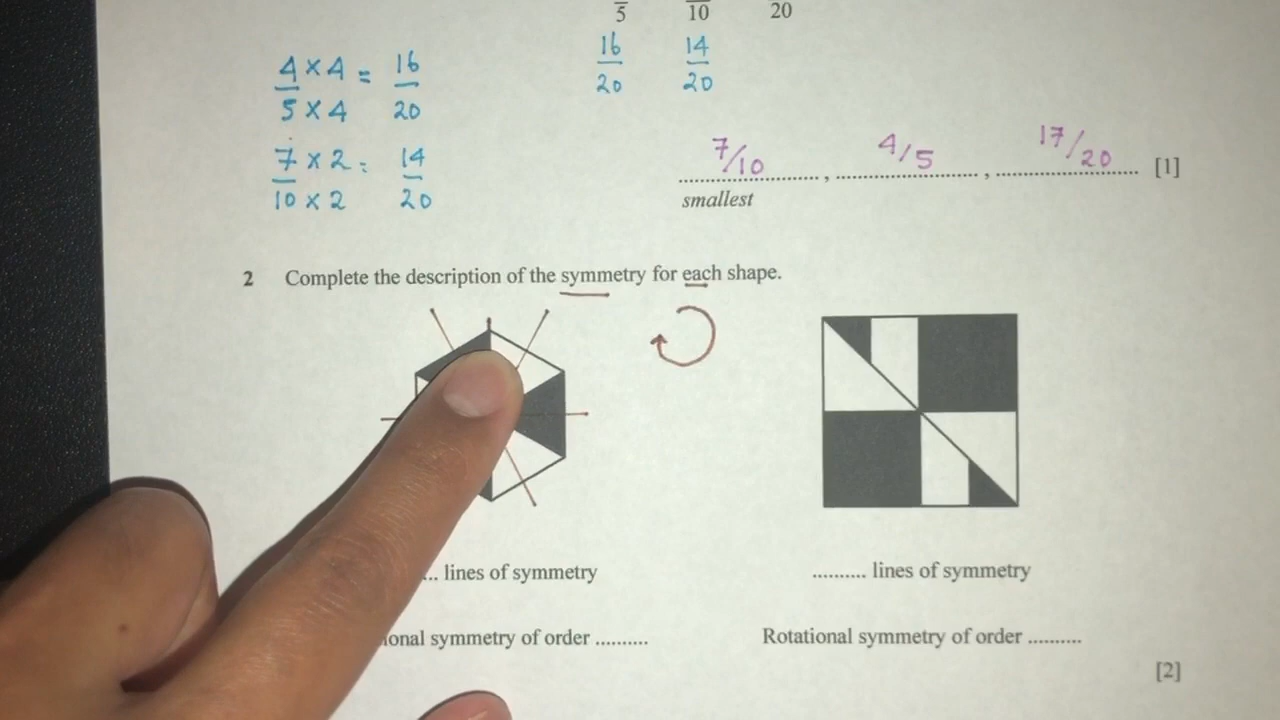 5 10 20
16 14
20 20
4 × 4 = 16
5 × 4 20
7 × 2 = 14
10 × 2 20
7/10 , 4/5 , 17/20 [1]
smallest
2 Complete the description of the symmetry for each shape.
.. lines of symmetry .......... lines of symmetry
ional symmetry of order .......... Rotational symmetry of order ..........
[2]